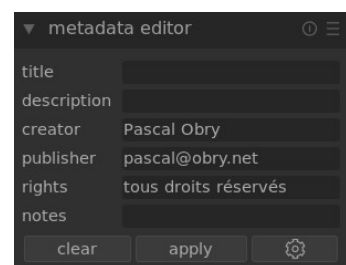 metadata editor
title
description
creator Pascal Obry
publisher pascal@obry.net
rights tous droits réservés
notes
clear apply